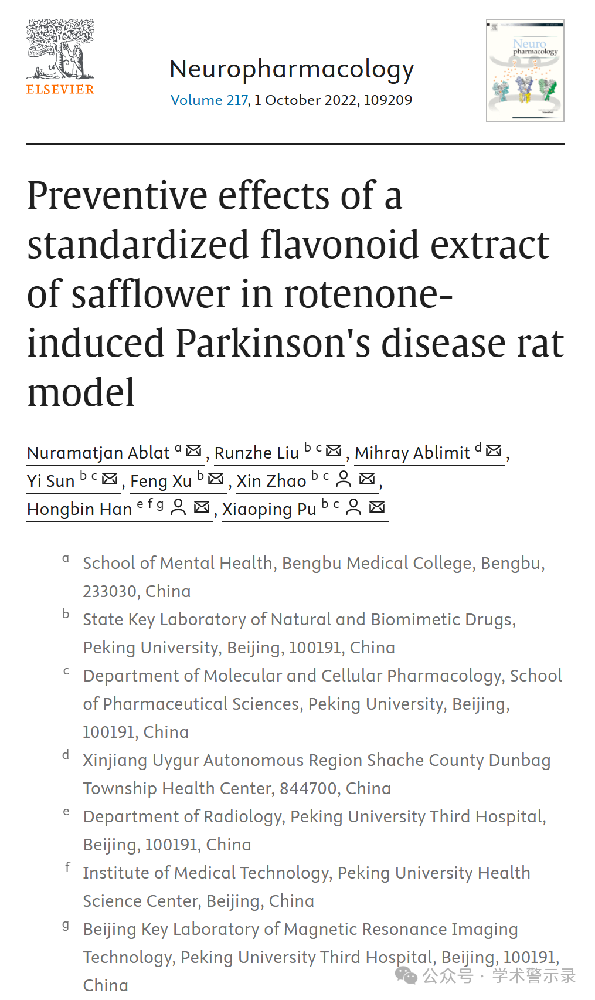 NON SOLUS
ELSEVIER
Neuropharmacology
Volume 217, 1 October 2022, 109209
Neuro
pharmacology
Preventive effects of a
standardized flavonoid extract
of safflower in rotenone-
induced Parkinson's disease rat
model
Nuramatjan Ablat a, Runzhe Liu b c, Mihray Ablimit d,
Yi Sun b c, Feng Xu b, Xin Zhao b c,
Hongbin Han e f g, Xiaoping Pu b c
a School of Mental Health, Bengbu Medical College, Bengbu,
233030, China
b State Key Laboratory of Natural and Biomimetic Drugs,
Peking University, Beijing, 100191, China
c Department of Molecular and Cellular Pharmacology, School
of Pharmaceutical Sciences, Peking University, Beijing,
100191, China
d Xinjiang Uygur Autonomous Region Shache County Dunbag
Township Health Center, 844700, China
e Department of Radiology, Peking University Third Hospital,
Beijing, 100191, China
f Institute of Medical Technology, Peking University Health
Science Center, Beijing, China
g Beijing Key Laboratory of Magnetic Resonance Imaging
Technology, Peking University Third Hospital, Beijing, 100191,
China
公众号 · 学术警示录